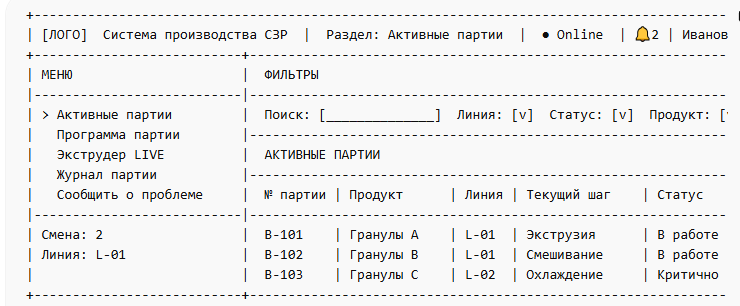 [ЛОГО] Система производства СЗР | Раздел: Активные партии | ● Online | 🔔2 | Иванов
МЕНЮ | ФИЛЬТРЫ
> Активные партии | Поиск: [______________] Линия: [v] Статус: [v] Продукт: [
Программа партии
Экструдер LIVE | АКТИВНЫЕ ПАРТИИ
Журнал партии
Сообщить о проблеме | № партии | Продукт | Линия | Текущий шаг | Статус
Смена: 2 | B-101 | Гранулы A | L-01 | Экструзия | В работе
Линия: L-01 | B-102 | Гранулы B | L-01 | Смешивание | В работе
B-103 | Гранулы C | L-02 | Охлаждение | Критично